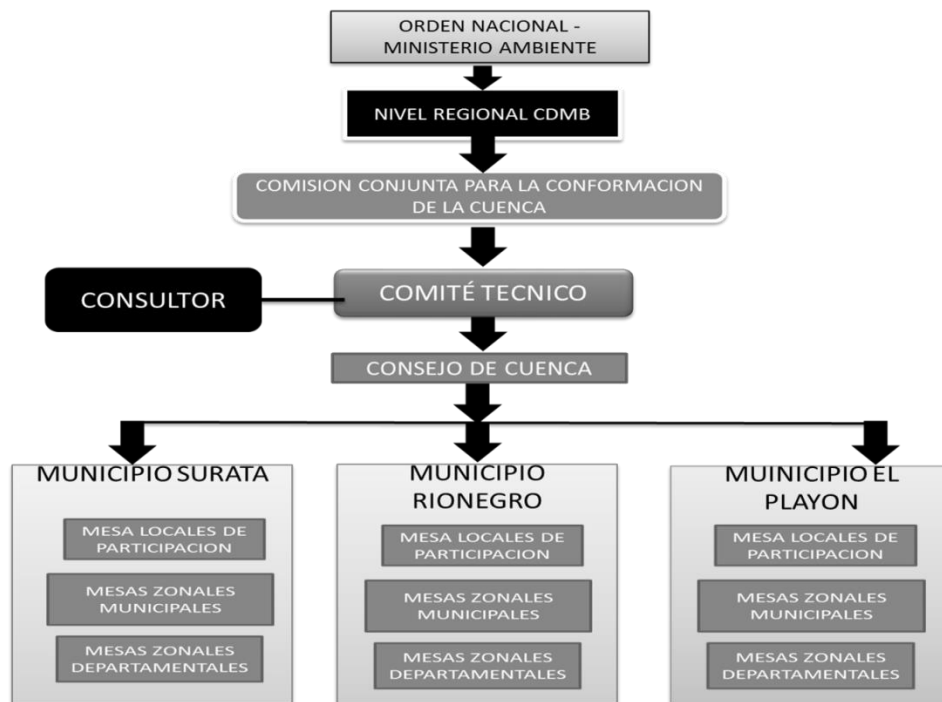 ORDEN NACIONAL -
MINISTERIO AMBIENTE
NIVEL REGIONAL CDMB
COMISION CONJUNTA PARA LA CONFORMACION
DE LA CUENCA
CONSULTOR
COMITÉ TECNICO
CONSEJO DE CUENCA
MUNICIPIO SURATA
MESA LOCALES DE
PARTICIPACION
MESAS ZONALES
MUNICIPALES
MESAS ZONALES
DEPARTAMENTALES
MUNICIPIO
RIONEGRO
MESA LOCALES DE
PARTICIPACION
MESAS ZONALES
MUNICIPALES
MESAS ZONALES
DEPARTAMENTALES
MUINICIPIO EL
PLAYON
MESA LOCALES DE
PARTICIPACION
MESAS ZONALES
MUNICIPALES
MESAS ZONALES
DEPARTAMENTALES